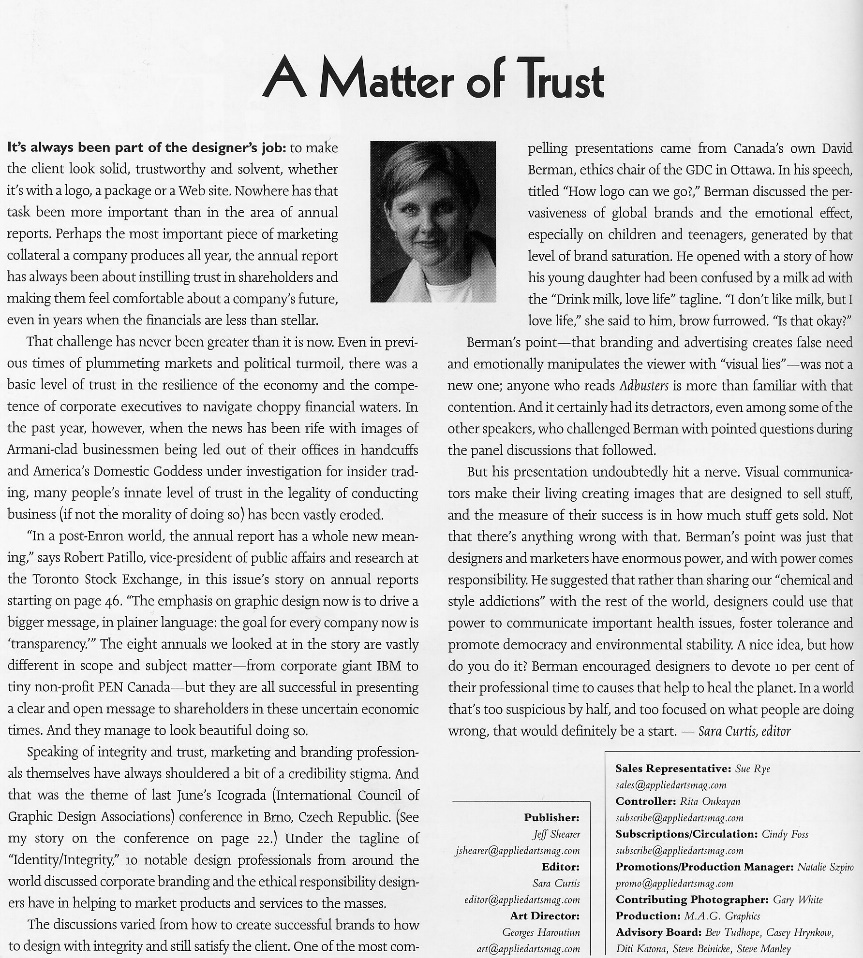 A Matter of Trust
It's always been part of the designer's job: to make
the client look solid, trustworthy and solvent, whether
it's with a logo, a package or a Web site. Nowhere has that
task been more important than in the area of annual
reports. Perhaps the most important piece of marketing
collateral a company produces all year, the annual report
has always been about instilling trust in shareholders and
making them feel comfortable about a company's future,
even in years when the financials are less than stellar.
That challenge has never been greater than it is now. Even in previ-
ous times of plummeting markets and political turmoil, there was a
basic level of trust in the resilience of the economy and the compe-
tence of corporate executives to navigate choppy financial waters. In
the past year, however, when the news has been rife with images of
Armani-clad businessmen being led out of their offices in handcuffs
and America's Domestic Goddess under investigation for insider trad-
ing, many people's innate level of trust in the legality of conducting
business (if not the morality of doing so) has been vastly eroded.
"In a post-Enron world, the annual report has a whole new mean-
ing," says Robert Patillo, vice-president of public affairs and research at
the Toronto Stock Exchange, in this issue's story on annual reports
starting on page 46. "The emphasis on graphic design now is to drive a
bigger message, in plainer language: the goal for every company now is
'transparency.'" The eight annuals we looked at in the story are vastly
different in scope and subject matter—from corporate giant IBM to
tiny non-profit PEN Canada—but they are all successful in presenting
a clear and open message to shareholders in these uncertain economic
times. And they manage to look beautiful doing so.
Speaking of integrity and trust, marketing and branding profession-
als themselves have always shouldered a bit of a credibility stigma. And
that was the theme of last June's Icograda (International Council of
Graphic Design Associations) conference in Brno, Czech Republic. (See
my story on the conference on page 22.) Under the tagline of
"Identity/Integrity," 10 notable design professionals from around the
world discussed corporate branding and the ethical responsibility design-
ers have in helping to market products and services to the masses.
The discussions varied from how to create successful brands to how
to design with integrity and still satisfy the client. One of the most com-
pelling presentations came from Canada's own David
Berman, ethics chair of the GDC in Ottawa. In his speech,
titled "How logo can we go?," Berman discussed the per-
vasiveness of global brands and the emotional effect,
especially on children and teenagers, generated by that
level of brand saturation. He opened with a story of how
his young daughter had been confused by a milk ad with
the "Drink milk, love life" tagline. "I don't like milk, but I
love life," she said to him, brow furrowed. "Is that okay?"
Berman's point—that branding and advertising creates false need
and emotionally manipulates the viewer with "visual lies"—was not a
new one; anyone who reads Adbusters is more than familiar with that
contention. And it certainly had its detractors, even among some of the
other speakers, who challenged Berman with pointed questions during
the panel discussions that followed.
But his presentation undoubtedly hit a nerve. Visual communica-
tors make their living creating images that are designed to sell stuff,
and the measure of their success is in how much stuff gets sold. Not
that there's anything wrong with that. Berman's point was just that
designers and marketers have enormous power, and with power comes
responsibility. He suggested that rather than sharing our "chemical and
style addictions" with the rest of the world, designers could use that
power to communicate important health issues, foster tolerance and
promote democracy and environmental stability. A nice idea, but how
do you do it? Berman encouraged designers to devote 10 per cent of
their professional time to causes that help to heal the planet. In a world
that's too suspicious by half, and too focused on what people are doing
wrong, that would definitely be a start. — Sara Curtis, editor
Publisher:
Jeff Shearer
jshearer@appliedartsmag.com
Editor:
Sara Curtis
editor@appliedartsmag.com
Art Director:
Georges Haroutiun
art@appliedartsmag.com
Sales Representative: Sue Rye
sales@appliedartsmag.com
Controller: Rita Oukayan
subscribe@appliedartsmag.com
Subscriptions/Circulation: Cindy Foss
subscribe@appliedartsmag.com
Promotions/Production Manager: Natalie Szpiro
promo@appliedartsmag.com
Contributing Photographer: Gary White
Production: M.A.G. Graphics
Advisory Board: Bev Tudhope, Casey Hrynkow,
Diti Katona, Steve Beinicke, Steve Manley